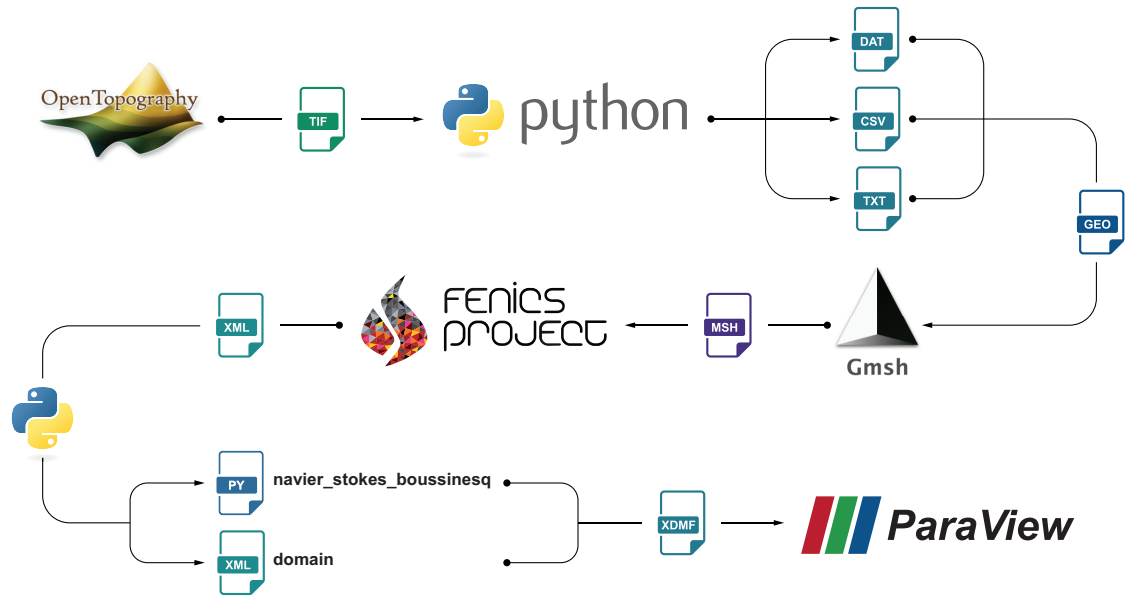 OpenTopography
TIF
python
DAT
CSV
TXT
GEO
XML
FENICS
PROJECT
MSH
Gmsh
PY
navier_stokes_boussinesq
XML
domain
XDMF
ParaView